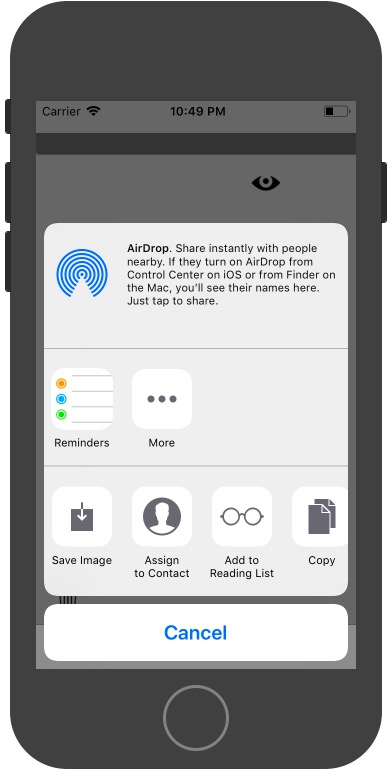 Carrier 10:49 PM
AirDrop. Share instantly with people
nearby. If they turn on AirDrop from
Control Center on iOS or from Finder on
the Mac, you'll see their names here.
Just tap to share.
Reminders More
Save Image Assign to Contact Add to Reading List Copy
Cancel